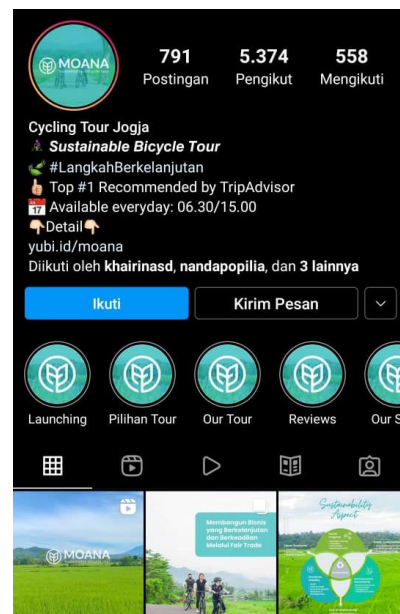 MOANA
791 5.374 558
Postingan Pengikut Mengikuti
Cycling Tour Jogja
Sustainable Bicycle Tour
#LangkahBerkelanjutan
Top #1 Recommended by TripAdvisor
Available everyday: 06.30/15.00
Detail
yubi.id/moana
Diikuti oleh khairinasd, nandapopilia, dan 3 lainnya
Ikuti Kirim Pesan
Launching Pilihan Tour Our Tour Reviews Our S
MOANA
Membangun Bisnis
yang Berkelanjutan
dan Berkeadilan
Melalui Fair Trade
Sustainability
Aspect